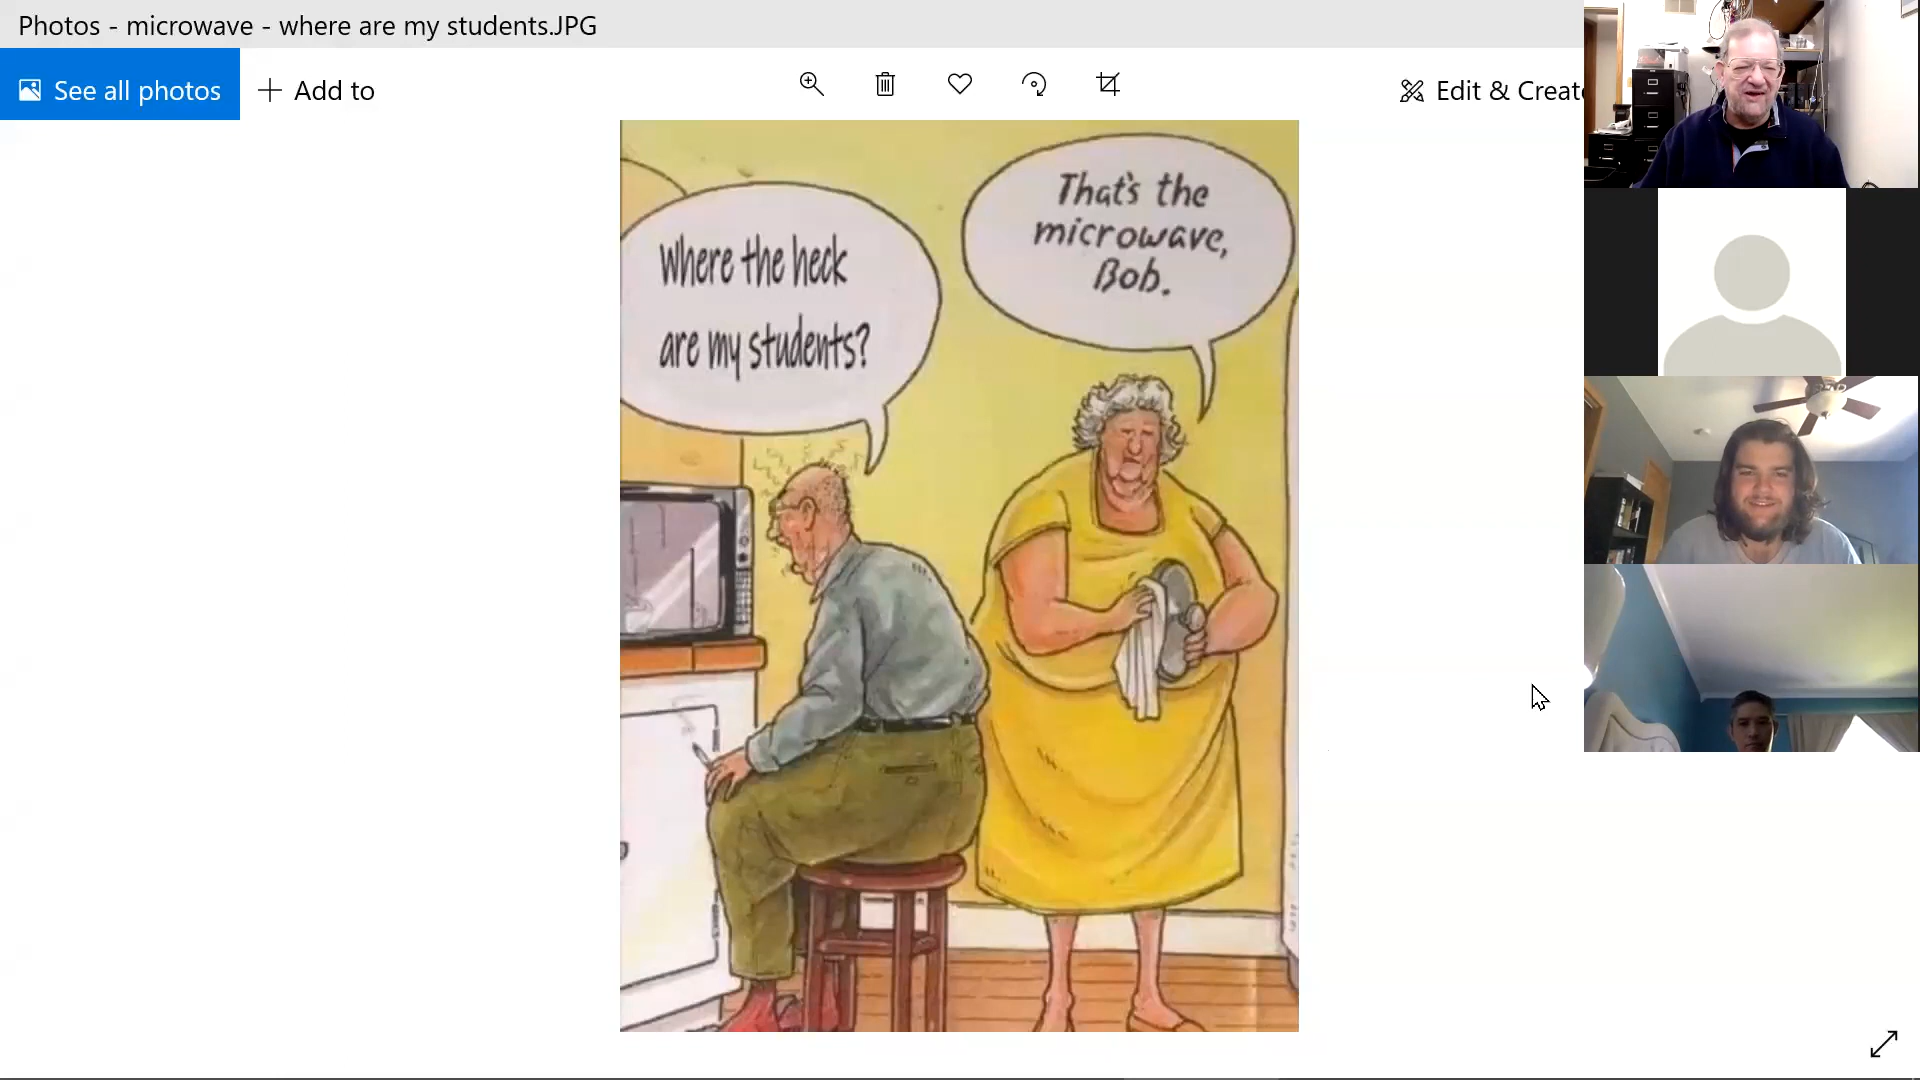 Photos - microwave - where are my students.JPG
See all photos
Add to
Edit & Create
Where the heck
are my students?
That's the
microwave,
Bob.